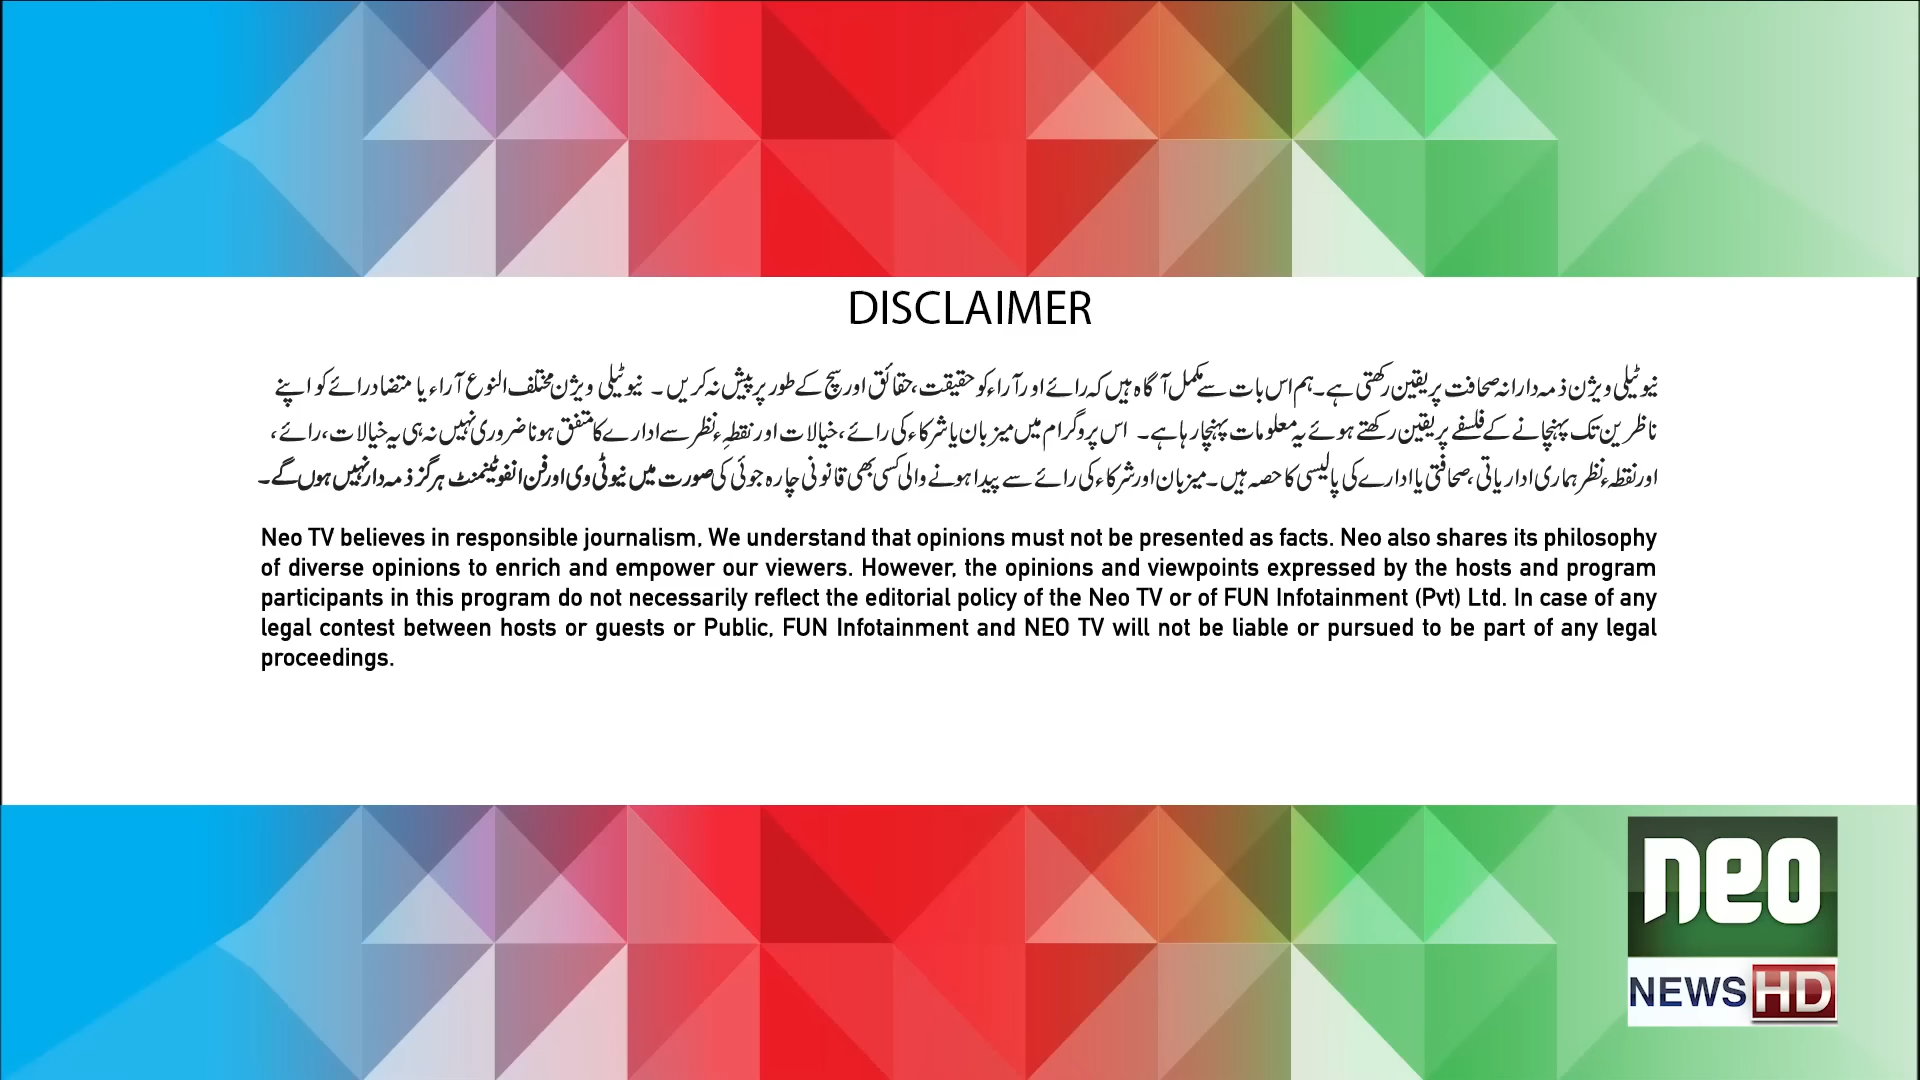 DISCLAIMER
نیو ٹیلی ویژن ذمہ دارانہ صحافت پر یقین رکھتی ہے۔ ہم اس بات سے مکمل آگاہ ہیں کہ رائے اور آراء کو حقیقت، حقائق اور سچ کے طور پر پیش نہ کریں ۔ نیو ٹیلی ویژن مختلف النوع آراء یا متضاد رائے کو اپنے
ناظرین تک پہنچانے کے فلسفے پر یقین رکھتے ہوئے یہ معلومات پہنچا رہا ہے۔ اس پروگرام میں میزبان یا شرکاء کی رائے ، خیالات اور نقطہِ نظر سے ادارے کا متفق ہونا ضروری نہیں نہ ہی یہ خیالات ، رائے ،
اور نقطہء نظر ہماری اداریاتی ، صحافتی یا ادارے کی پالیسی کا حصہ ہیں۔ میزبان اور شرکاء کی رائے سے پیدا ہونے والی کسی بھی قانونی چارہ جوئی کی صورت میں نیو ٹی وی اور فن انفوٹینمنٹ ہرگز ذمہ دار نہیں ہوں گے۔
Neo TV believes in responsible journalism, We understand that opinions must not be presented as facts. Neo also shares its philosophy
of diverse opinions to enrich and empower our viewers. However, the opinions and viewpoints expressed by the hosts and program
participants in this program do not necessarily reflect the editorial policy of the Neo TV or of FUN Infotainment (Pvt) Ltd. In case of any
legal contest between hosts or guests or Public, FUN Infotainment and NEO TV will not be liable or pursued to be part of any legal
proceedings.
neo
NEWS HD